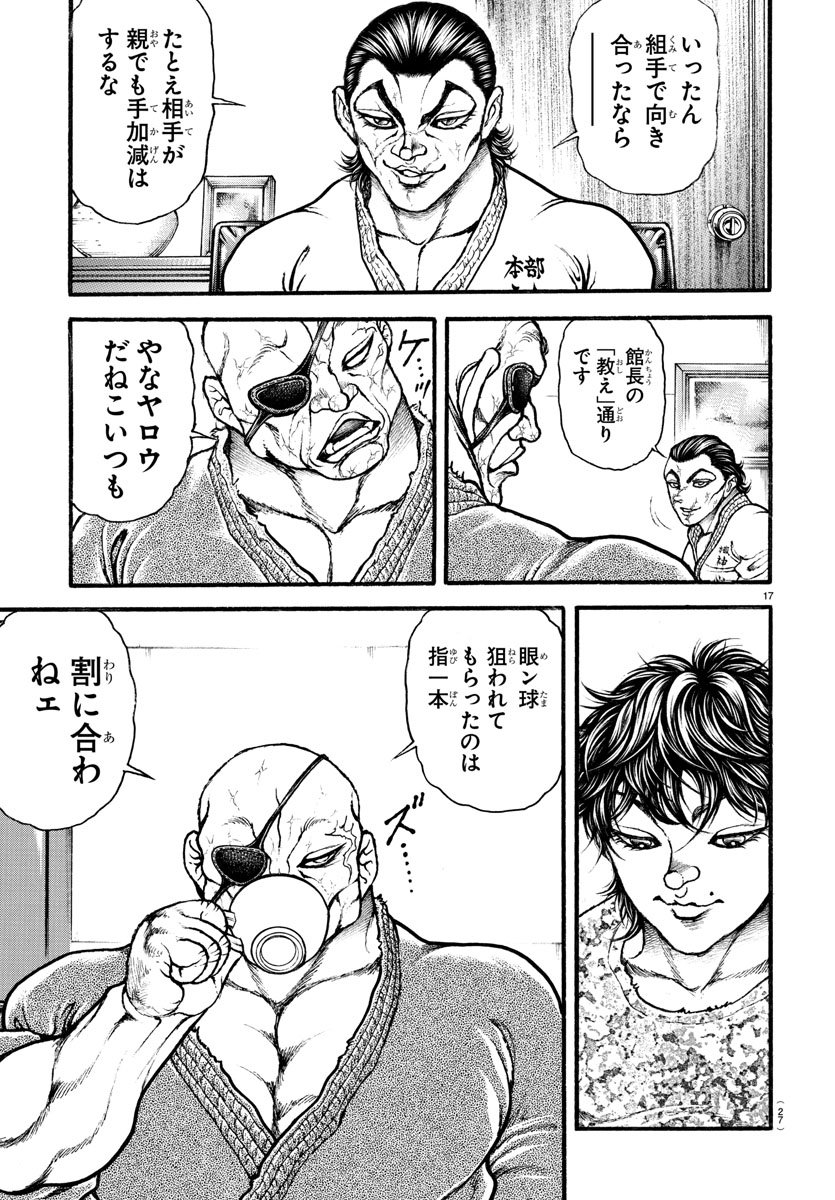 いったん
組手で向き
合ったなら
――
たとえ相手が
親でも手加減は
するな
本部
館長の
「教え」通り
です
ケ…
やなヤロウ
だねこいつも
17
眼ン球
狙われて
もらったのは
指一本
ズ…
割に合わ
ねェ
(27)